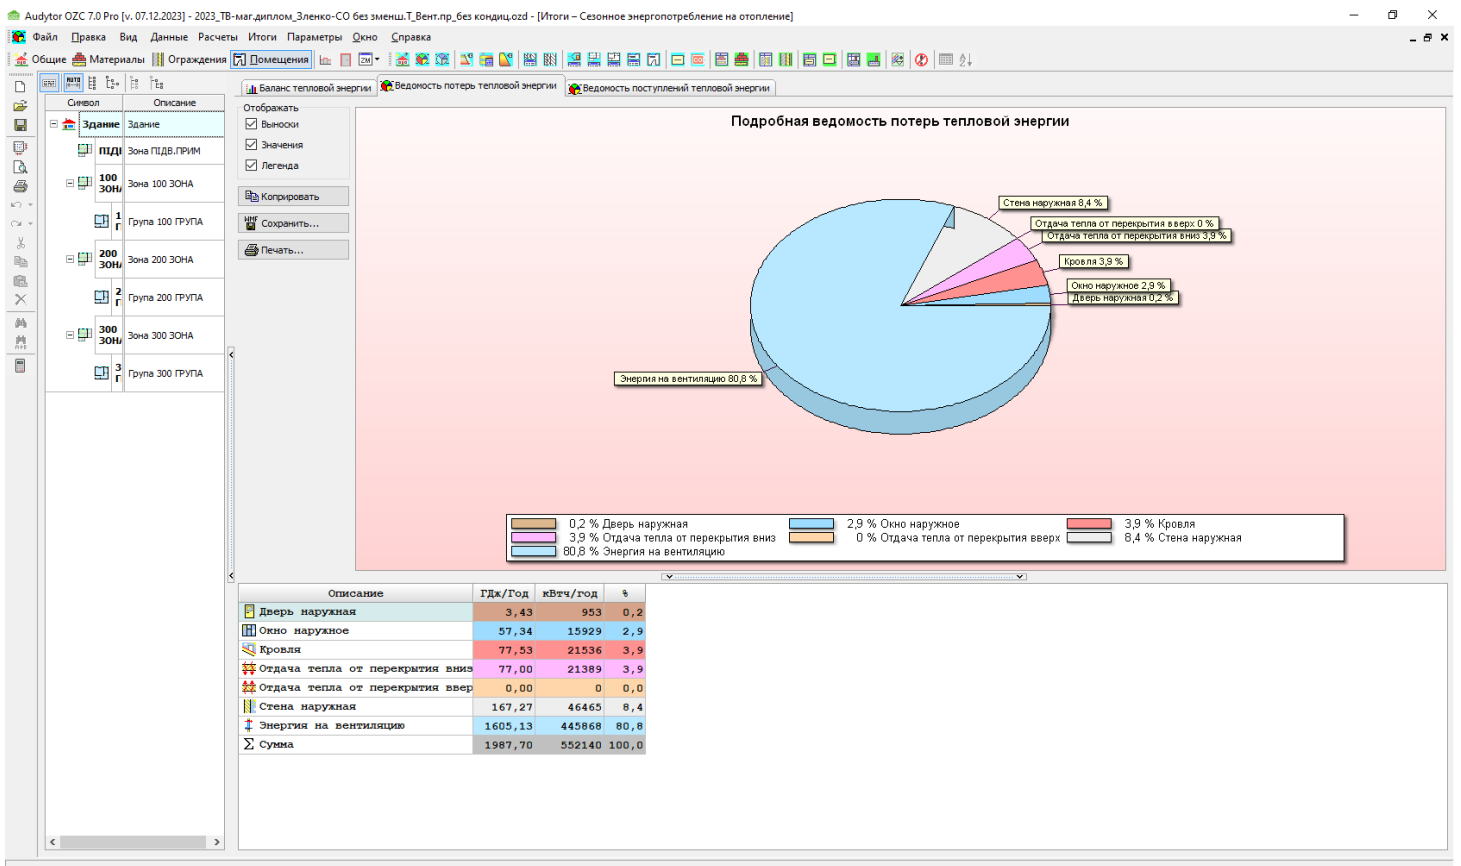 Audytor OZC 7.0 Pro [v. 07.12.2023] - 2023_ТВ-маг.диплом_Зленко-СО без зменш.Т_Вент.пр_без кондиц.ozd - [Итоги – Сезонное энергопотребление на отопление]
Файл Правка Вид Данные Расчеты Итоги Параметры Окно Справка
Общие Материалы Ограждения Помещения
Символ Описание
Здание Здание
ПІДІ Зона ПІДВ.ПРИМ
100 ЗОНА Зона 100 ЗОНА
1 Група 100 ГРУПА
200 ЗОНА Зона 200 ЗОНА
2 Група 200 ГРУПА
300 ЗОНА Зона 300 ЗОНА
3 Група 300 ГРУПА
Баланс тепловой энергии Ведомость потерь тепловой энергии Ведомость поступлений тепловой энергии
Отображать
Выноски
Значения
Легенда
Коприровать
Сохранить...
Печать...
Подробная ведомость потерь тепловой энергии
Стена наружная 8,4 %
Отдача тепла от перекрытия вверх 0 %
Отдача тепла от перекрытия вниз 3,9 %
Кровля 3,9 %
Окно наружное 2,9 %
Дверь наружная 0,2 %
Энергия на вентиляцию 80,8 %
0,2 % Дверь наружная 2,9 % Окно наружное 3,9 % Кровля
3,9 % Отдача тепла от перекрытия вниз 0 % Отдача тепла от перекрытия вверх 8,4 % Стена наружная
80,8 % Энергия на вентиляцию
Описание ГДж/Год кВтч/год %
Дверь наружная 3,43 953 0,2
Окно наружное 57,34 15929 2,9
Кровля 77,53 21536 3,9
Отдача тепла от перекрытия вниз 77,00 21389 3,9
Отдача тепла от перекрытия ввер 0,00 0 0,0
Стена наружная 167,27 46465 8,4
Энергия на вентиляцию 1605,13 445868 80,8
Σ Сумма 1987,70 552140 100,0